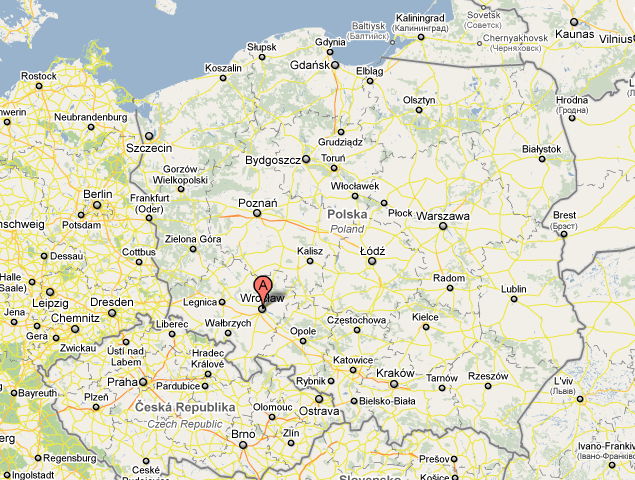 Baltiysk
(Балтийск)
Kaliningrad
(Калининград)
Sovetsk
(Советск)
Chernyakhovsk
(Черняховск)
Kaunas
Vilnius
Gdynia
Słupsk
Gdańsk
Koszalin
Elbląg
Rostock
Olsztyn
Hrodna
(Гродна)
Neubrandenburg
Szczecin
Grudziądz
Białystok
Bydgoszcz
Toruń
Gorzów
Wielkopolski
Włocławek
Berlin
Potsdam
Frankfurt
(Oder)
Poznań
Płock
Polska
Poland
Warszawa
Brest
(Брэст)
Zielona Góra
Kalisz
Łódź
Dessau
Cottbus
Halle
(Saale)
Leipzig
A
Wrocław
Legnica
Radom
Lublin
Dresden
Jena
Gera
Chemnitz
Zwickau
Liberec
Wałbrzych
Opole
Częstochowa
Kielce
Ústí nad
Labem
Hradec
Králové
Praha
Pardubice
Katowice
Rybnik
Kraków
Tarnów
Rzeszów
L'viv
(Львів)
Bayreuth
Plzeň
Česká Republika
Czech Republic
Olomouc
Ostrava
Bielsko-Biała
Brno
Zlín
Regensburg
Ingolstadt
České
Prešov
Košice
Ivano-Frankivs